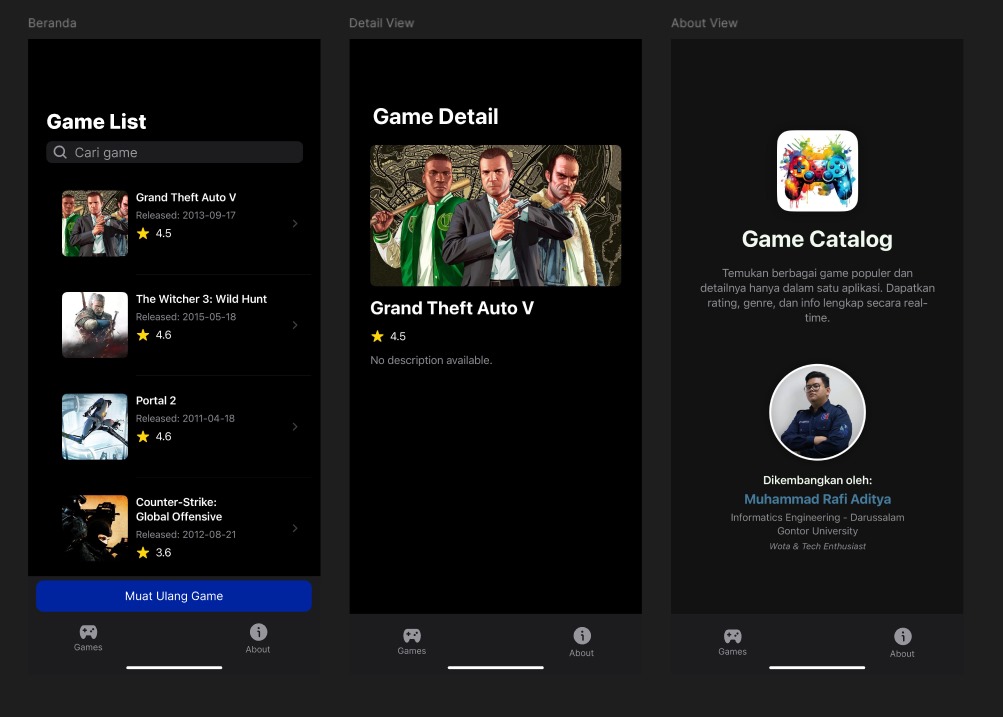 Beranda
Game List
Cari game
Grand Theft Auto V
Released: 2013-09-17
4.5
The Witcher 3: Wild Hunt
Released: 2015-05-18
4.6
Portal 2
Released: 2011-04-18
4.6
Counter-Strike:
Global Offensive
Released: 2012-08-21
3.6
Muat Ulang Game
Games
About
Detail View
Game Detail
Grand Theft Auto V
4.5
No description available.
Games
About
About View
Game Catalog
Temukan berbagai game populer dan
detailnya hanya dalam satu aplikasi. Dapatkan
rating, genre, dan info lengkap secara real-
time.
Dikembangkan oleh:
Muhammad Rafi Aditya
Informatics Engineering - Darussalam
Gontor University
Wota & Tech Enthusiast
Games
About